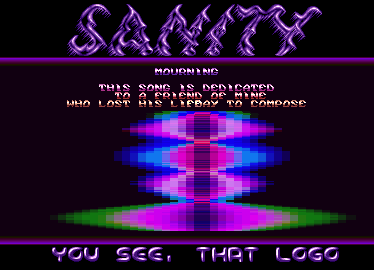 SANITY
MOURNING
THIS SONG IS DEDICATED
TO A FRIEND OF MINE
WHO LOST HIS LIEBAY TO COMPOSE
YOU SEE, THAT LOGO